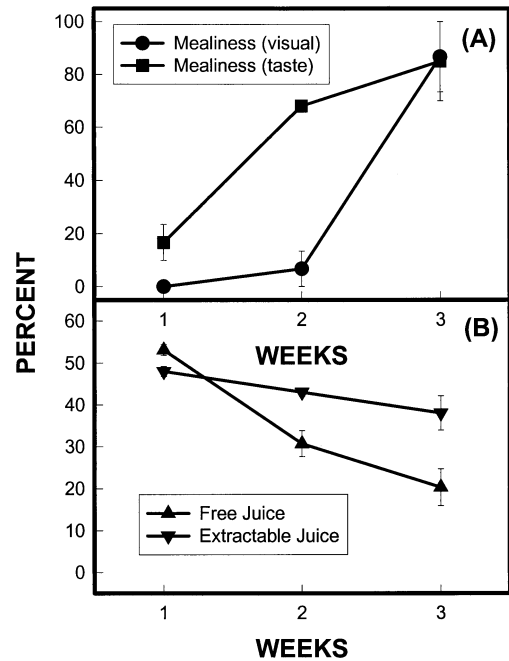 100
(A)
Mealiness (visual)
Mealiness (taste)
80
60
40
20
0
PERCENT
1 2 3
WEEKS
(B)
60
50
40
30
20
10
0
Free Juice
Extractable Juice
1 2 3
WEEKS